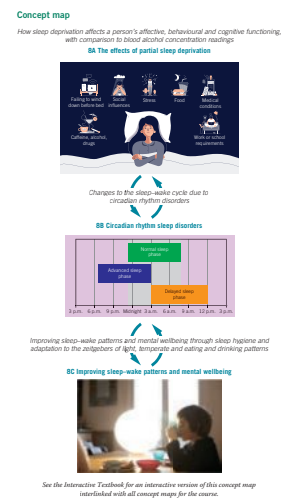 Concept map
How sleep deprivation affects a person's affective, behavioural and cognitive functioning,
with comparison to blood alcohol concentration readings
8A The effects of partial sleep deprivation
Failing to wind
down before bed
Social
influences
Stress
Food
Medical
conditions
Caffeine, alcohol,
drugs
Work or school
requirements
Changes to the sleep–wake cycle due to
circadian rhythm disorders
8B Circadian rhythm sleep disorders
Normal sleep
phase
Advanced sleep
phase
Delayed sleep
phase
3 p.m. 6 p.m. 9 p.m. Midnight 3 a.m. 6 a.m. 9 a.m. 12 p.m. 3 p.m.
Improving sleep–wake patterns and mental wellbeing through sleep hygiene and
adaptation to the zeitgebers of light, temperate and eating and drinking patterns
8C Improving sleep–wake patterns and mental wellbeing
See the Interactive Textbook for an interactive version of this concept map
interlinked with all concept maps for the course.